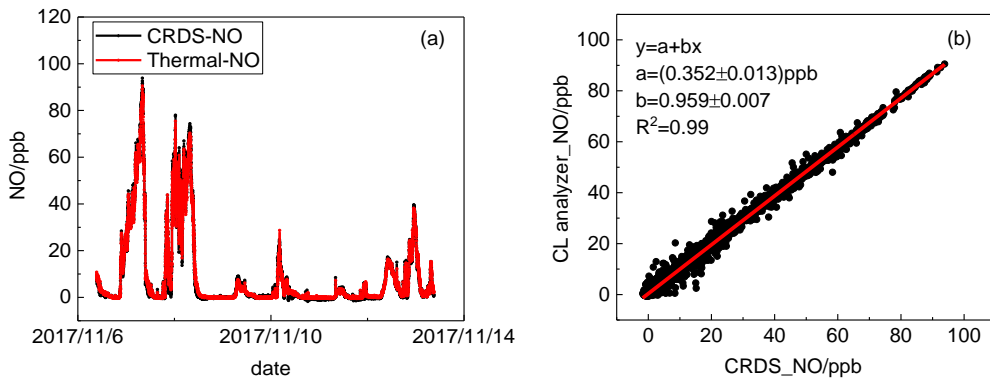 (a)
CRDS-NO
Thermal-NO
NO/ppb
120
100
80
60
40
20
0
2017/11/6
2017/11/10
2017/11/14
date
(b)
y=a+bx
a=(0.352±0.013)ppb
b=0.959±0.007
R²=0.99
CL analyzer_NO/ppb
100
80
60
40
20
0
0
20
40
60
80
100
CRDS_NO/ppb